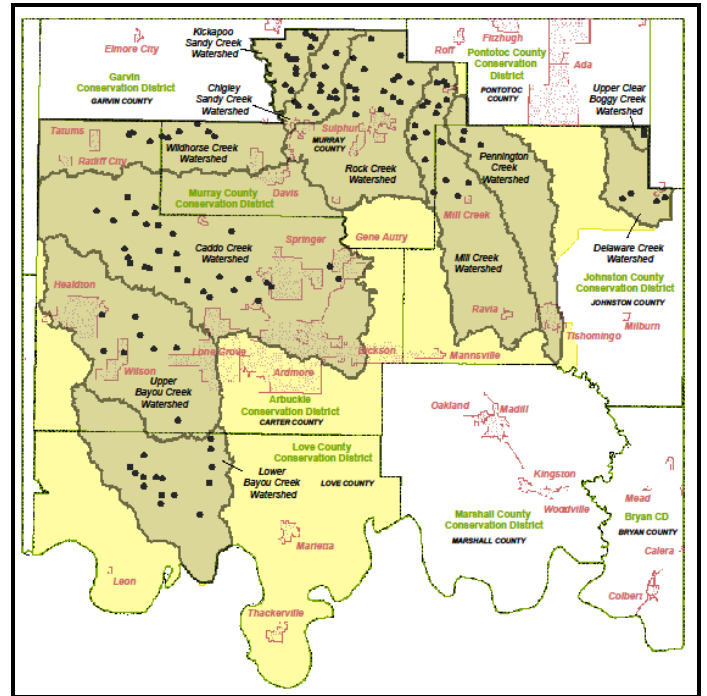 Kickapoo
Sandy Creek
Watershed
Elmore City
Roff
Fitzhugh
Pontotoc County
Conservation
District
PONTOTOC
COUNTY
Ada
Garvin
Conservation District
GARVIN COUNTY
Chigley
Sandy Creek
Watershed
Upper Clear
Boggy Creek
Watershed
Tatums
Ratliff City
Wildhorse Creek
Watershed
Sulphur
MURRAY
COUNTY
Rock Creek
Watershed
Pennington
Creek
Watershed
Murray County
Conservation District
Davis
Mill Creek
Caddo Creek
Watershed
Springer
Gene Autry
Mill Creek
Watershed
Delaware Creek
Watershed
Johnston County
Conservation District
JOHNSTON COUNTY
Healdton
Ravia
Tishomingo
Milburn
Wilson
Lone Grove
Ardmore
Dickson
Mannsville
Upper
Bayou Creek
Watershed
Arbuckle
Conservation District
CARTER COUNTY
Oakland
Madill
Love County
Conservation District
LOVE COUNTY
Lower
Bayou Creek
Watershed
Kingston
Woodville
Marshall County
Conservation District
MARSHALL COUNTY
Mead
Bryan CD
BRYAN COUNTY
Calera
Marietta
Leon
Colbert
Thackerville